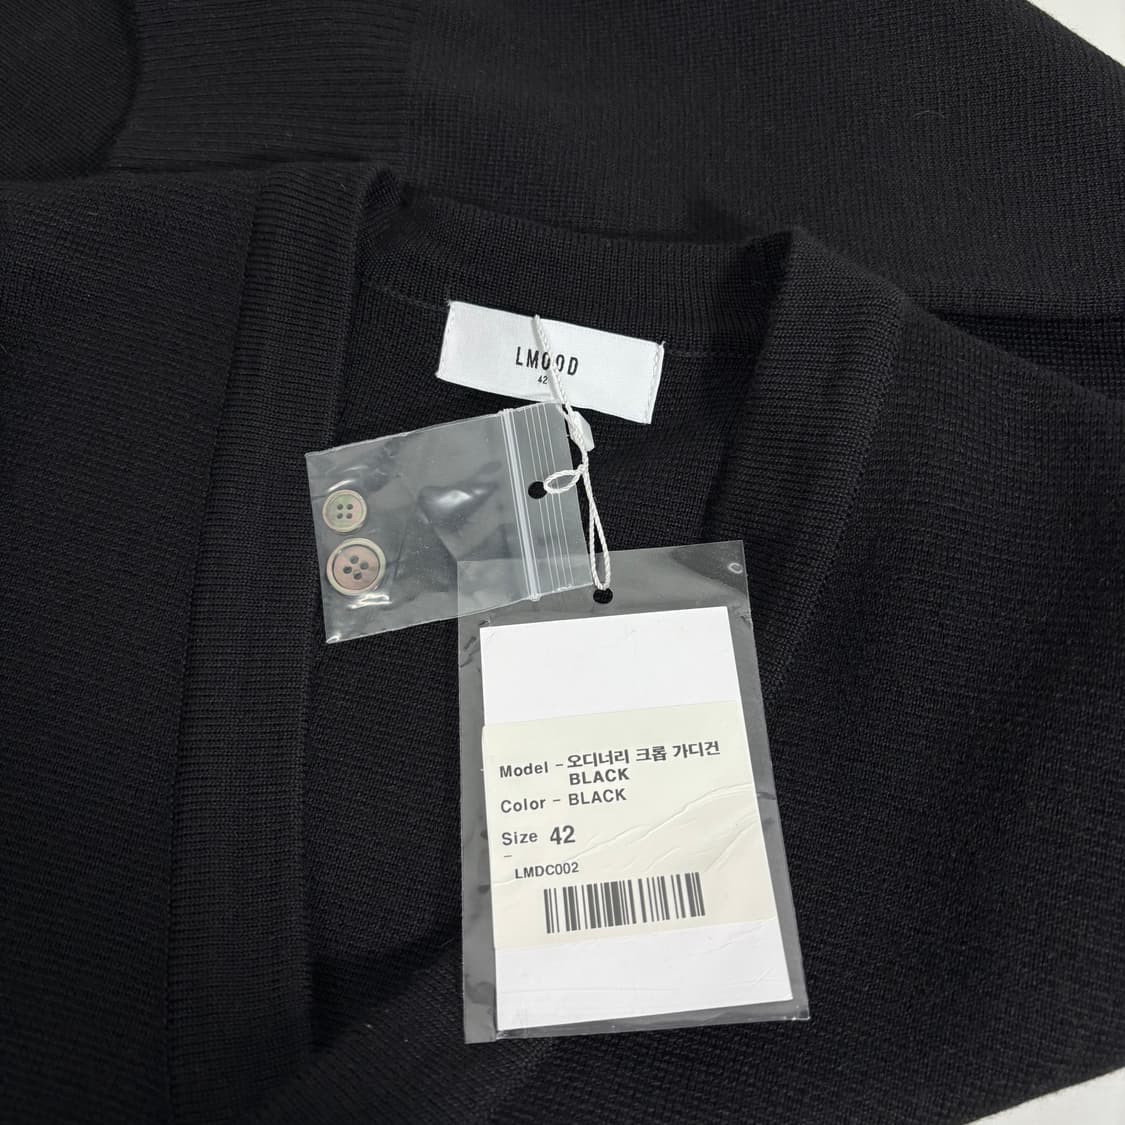 LMOOD
42
Model - 오디너리 크롭 가디건
BLACK
Color - BLACK
Size 42
-
LMDC002